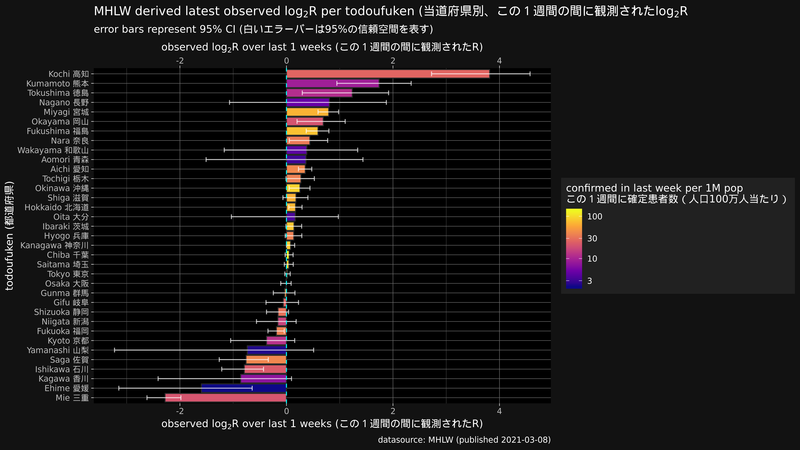 MHLW derived latest observed log₂R per todoufuken (当道府県別、この１週間の間に観測されたlog₂R
error bars represent 95% CI (白いエラーバーは95%の信頼空間を表す)
observed log₂R over last 1 weeks (この１週間の間に観測されたR)
-2 0 2 4
todoufuken (都道府県)
Kochi 高知
Kumamoto 熊本
Tokushima 徳島
Nagano 長野
Miyagi 宮城
Okayama 岡山
Fukushima 福島
Nara 奈良
Wakayama 和歌山
Aomori 青森
Aichi 愛知
Tochigi 栃木
Okinawa 沖縄
Shiga 滋賀
Hokkaido 北海道
Oita 大分
Ibaraki 茨城
Hyogo 兵庫
Kanagawa 神奈川
Chiba 千葉
Saitama 埼玉
Tokyo 東京
Osaka 大阪
Gunma 群馬
Gifu 岐阜
Shizuoka 静岡
Niigata 新潟
Fukuoka 福岡
Kyoto 京都
Yamanashi 山梨
Saga 佐賀
Ishikawa 石川
Kagawa 香川
Ehime 愛媛
Mie 三重
-2 0 2 4
observed log₂R over last 1 weeks (この１週間の間に観測されたR)
confirmed in last week per 1M pop
この１週間に確定患者数 ( 人口100万人当たり )
100
30
10
3
datasource: MHLW (published 2021-03-08)